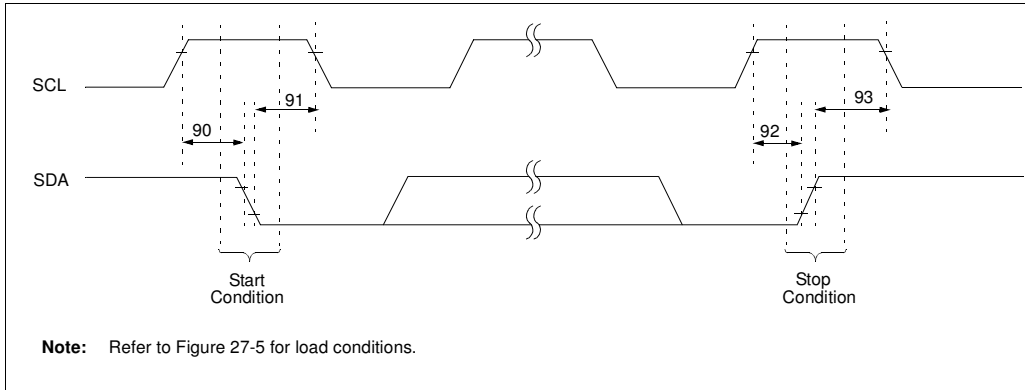 SCL
91
93
90
92
SDA
Start
Condition
Stop
Condition
Note: Refer to Figure 27-5 for load conditions.